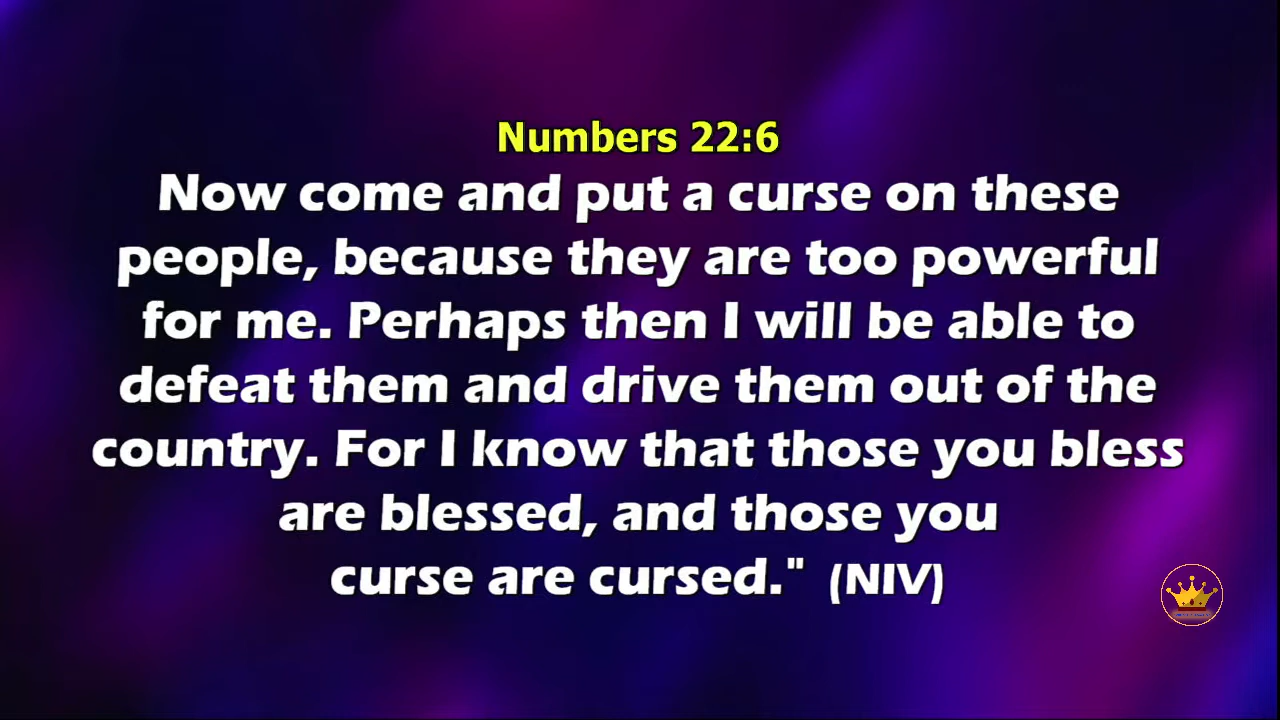 Numbers 22:6
Now come and put a curse on these
people, because they are too powerful
for me. Perhaps then I will be able to
defeat them and drive them out of the
country. For I know that those you bless
are blessed, and those you
curse are cursed." (NIV)